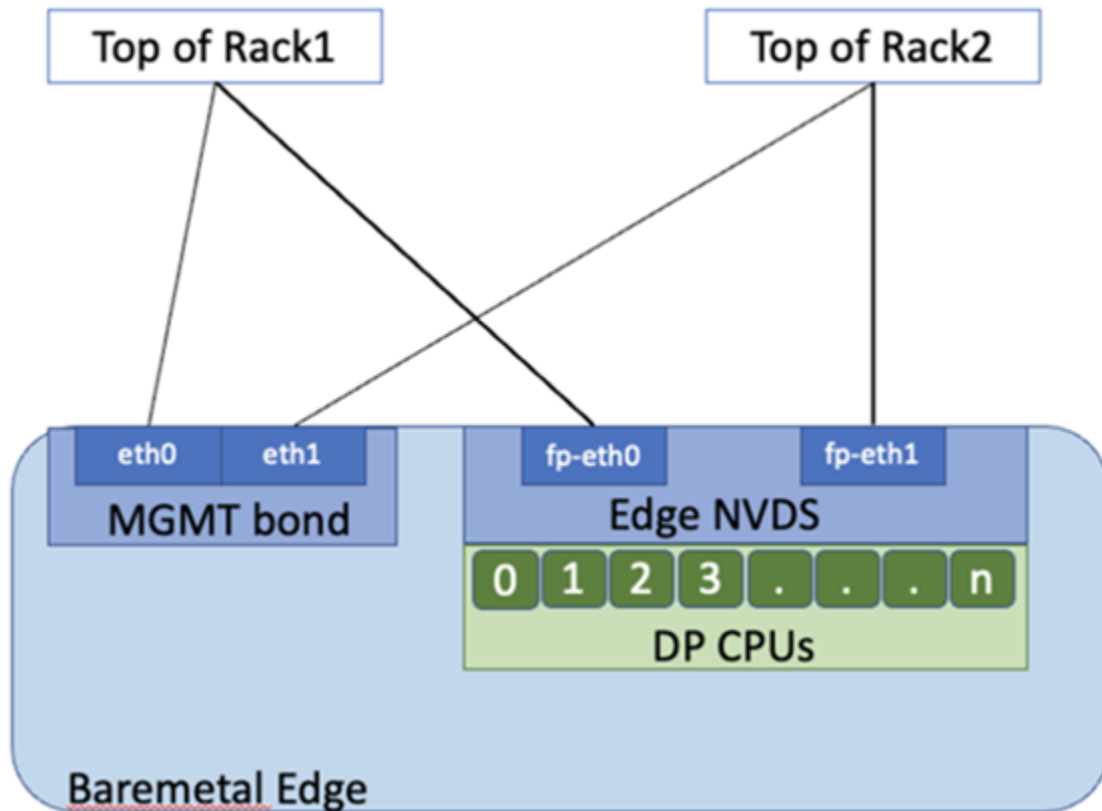 Top of Rack1
Top of Rack2
eth0
eth1
fp-eth0
fp-eth1
MGMT bond
Edge NVDS
0 1 2 3 . . . n
DP CPUs
Baremetal Edge